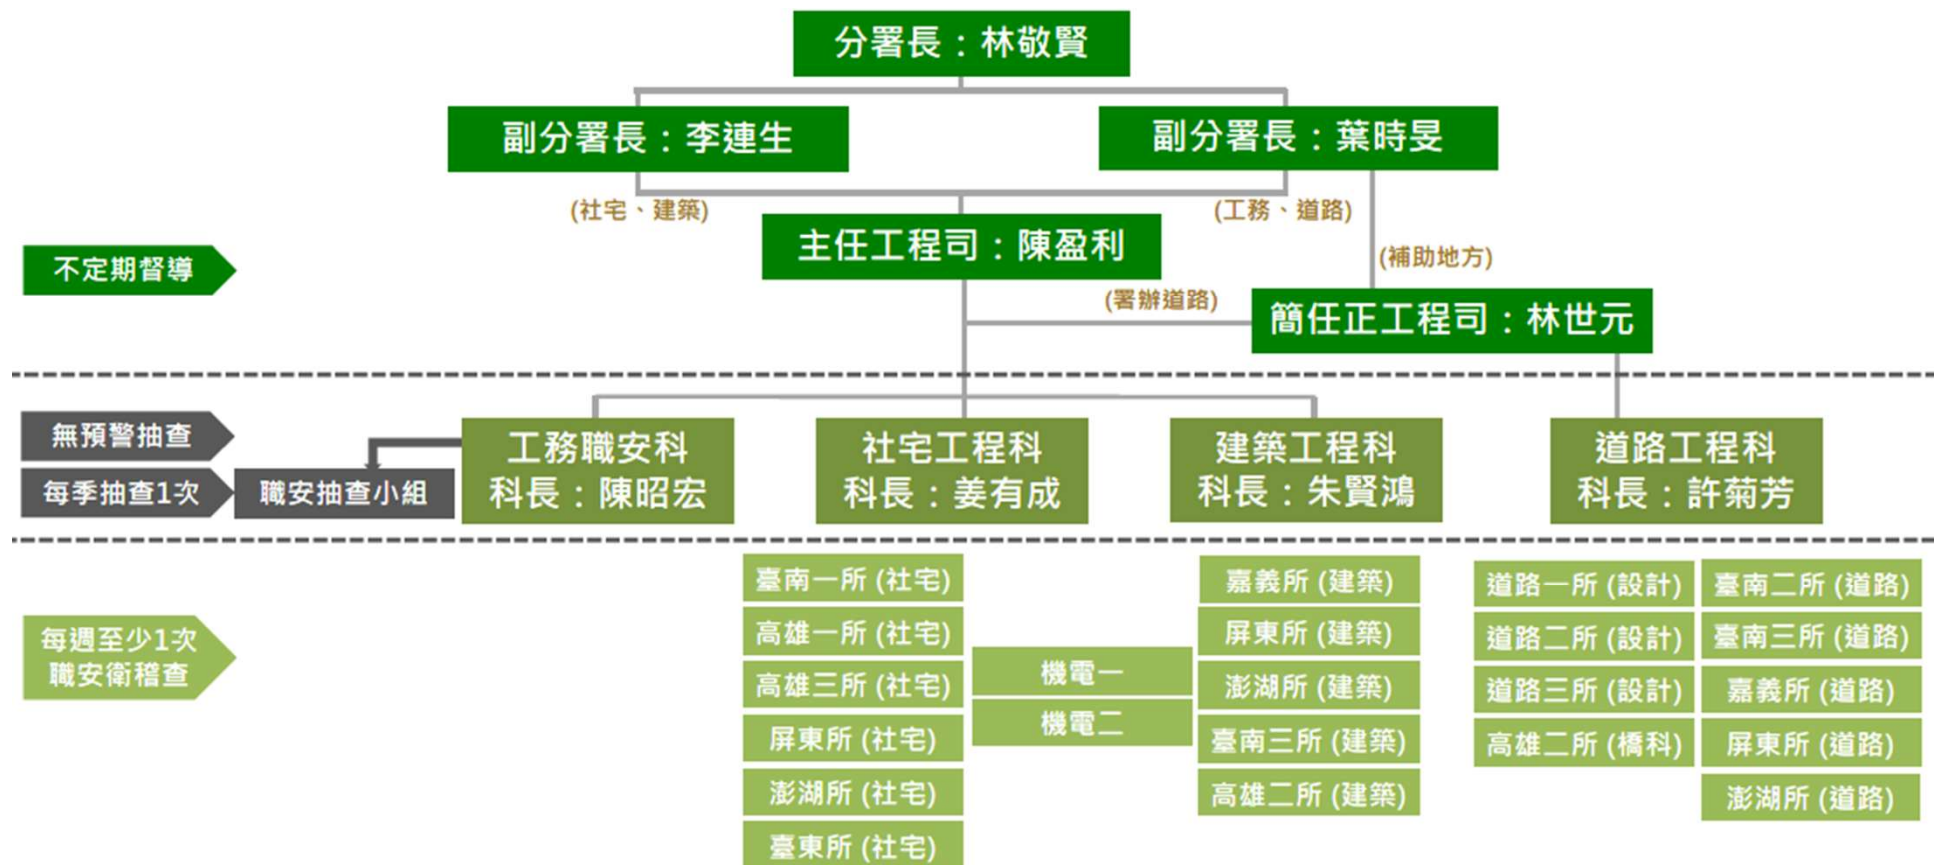 分署長：林敬賢
副分署長：李連生
副分署長：葉時旻
(社宅、建築)
(工務、道路)
主任工程司：陳盈利
(補助地方)
不定期督導
(署辦道路)
簡任正工程司：林世元
無預警抽查
每季抽查1次
職安抽查小組
工務職安科
科長：陳昭宏
社宅工程科
科長：姜有成
建築工程科
科長：朱賢鴻
道路工程科
科長：許菊芳
每週至少1次
職安衛稽查
臺南一所 (社宅)
高雄一所 (社宅)
高雄三所 (社宅)
屏東所 (社宅)
澎湖所 (社宅)
臺東所 (社宅)
機電一
機電二
嘉義所 (建築)
屏東所 (建築)
澎湖所 (建築)
臺南三所 (建築)
高雄二所 (建築)
道路一所 (設計)
道路二所 (設計)
道路三所 (設計)
高雄二所 (橋科)
臺南二所 (道路)
臺南三所 (道路)
嘉義所 (道路)
屏東所 (道路)
澎湖所 (道路)